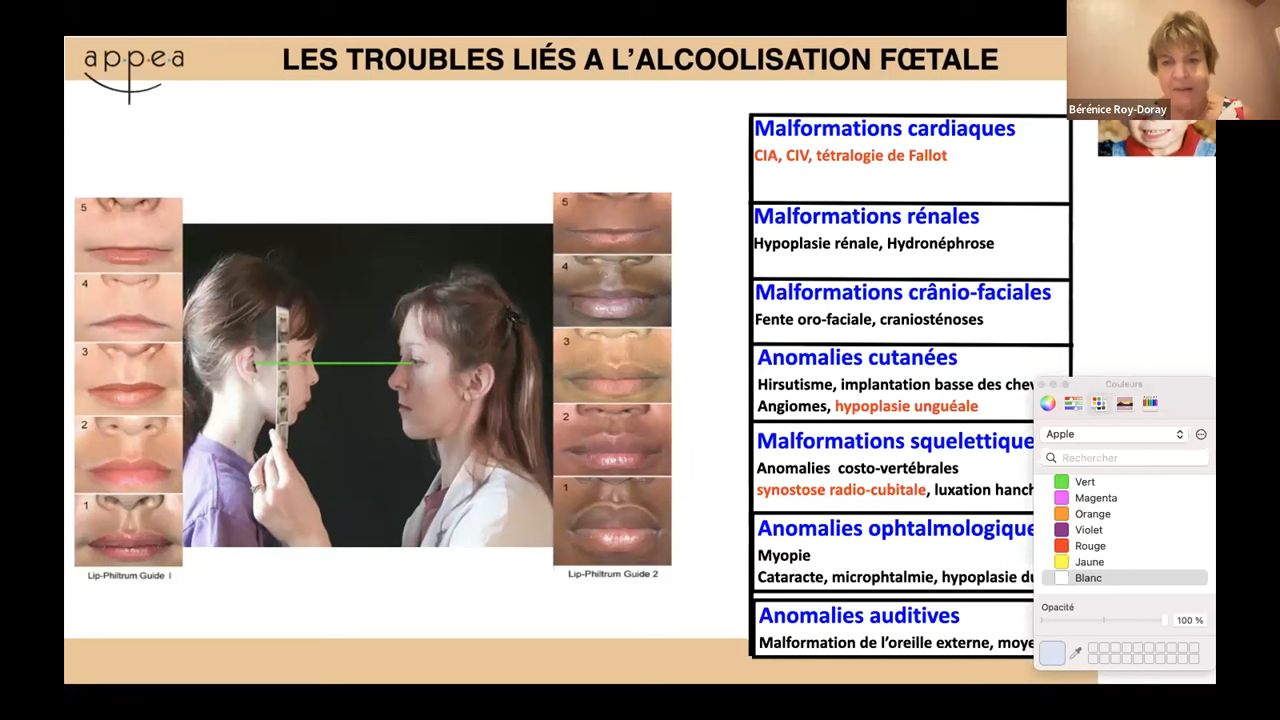 appea
LES TROUBLES LIÉS A L'ALCOOLISATION FŒTALE
Bérénice Roy-Doray
5
4
3
2
1
Lip-Philtrum Guide 1
5
4
3
2
1
Lip-Philtrum Guide 2
Malformations cardiaques
CIA, CIV, tétralogie de Fallot
Malformations rénales
Hypoplasie rénale, Hydronéphrose
Malformations crânio-faciales
Fente oro-faciale, craniosténoses
Anomalies cutanées
Hirsutisme, implantation basse des chev
Angiomes, hypoplasie unguéale
Malformations squelettique
Anomalies costo-vertébrales
synostose radio-cubitale, luxation hanch
Anomalies ophtalmologique
Myopie
Cataracte, microphtalmie, hypoplasie du
Anomalies auditives
Malformation de l'oreille externe, moye
Couleurs
Apple
Rechercher
Vert
Magenta
Orange
Violet
Rouge
Jaune
Blanc
Opacité
100 %